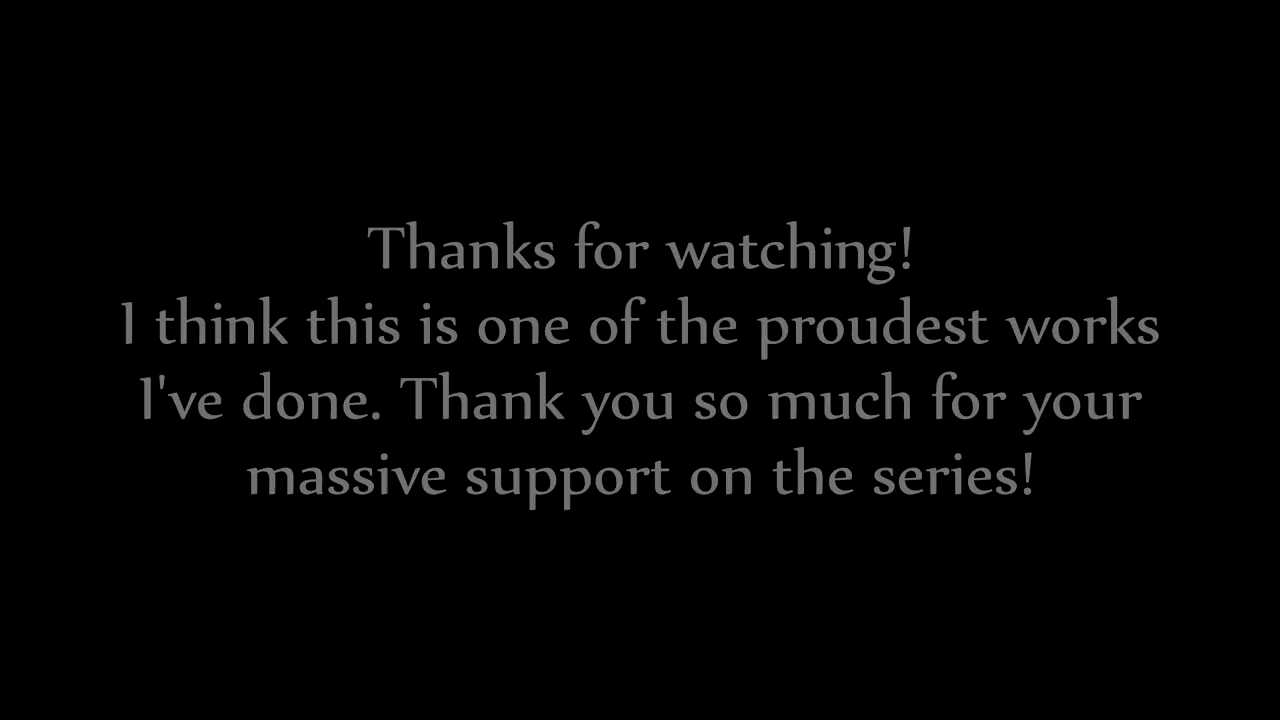 Thanks for watching!
I think this is one of the proudest works
I've done. Thank you so much for your
massive support on the series!